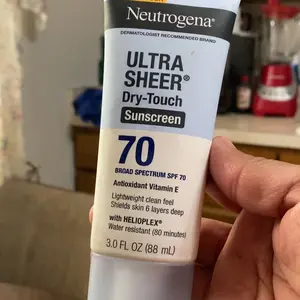 Neutrogena®
DERMATOLOGIST RECOMMENDED BRAND
ULTRA
SHEER®
Dry-Touch
Sunscreen
70
BROAD SPECTRUM SPF 70
Antioxidant Vitamin E
Lightweight clean feel
Shields skin 6 layers deep
with HELIOPLEX®
Water resistant (80 minutes)
3.0 FL OZ (88 mL)